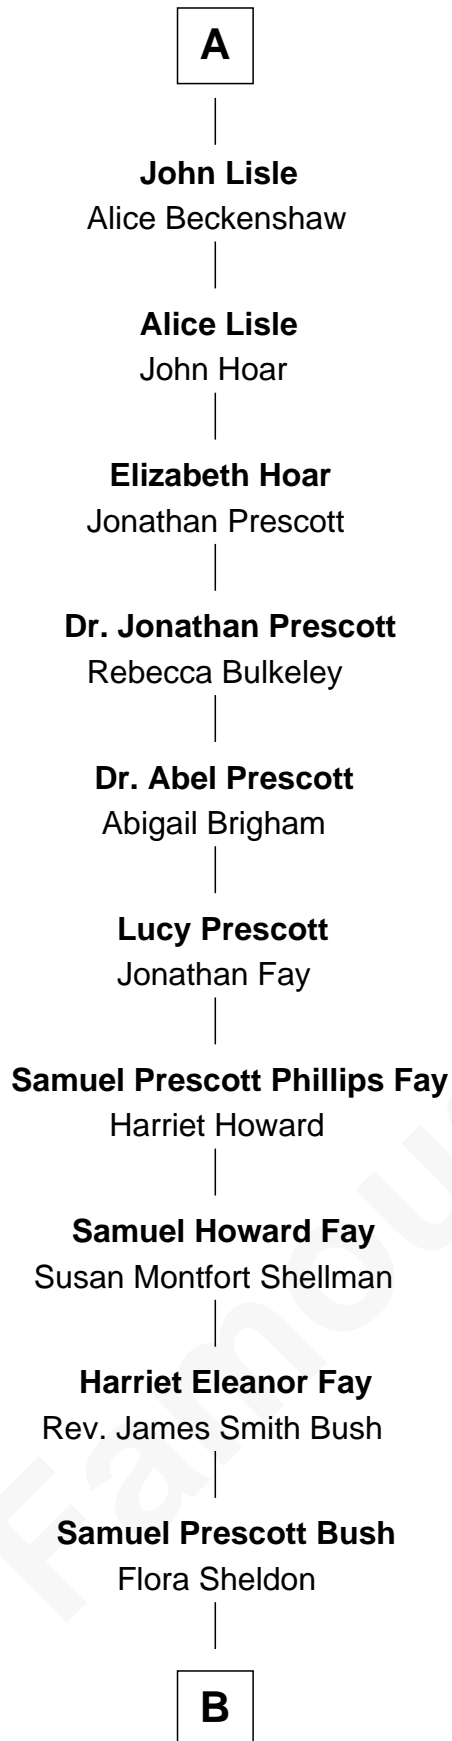 A
John Lisle
Alice Beckenshaw
Alice Lisle
John Hoar
Elizabeth Hoar
Jonathan Prescott
Dr. Jonathan Prescott
Rebecca Bulkeley
Dr. Abel Prescott
Abigail Brigham
Lucy Prescott
Jonathan Fay
Samuel Prescott Phillips Fay
Harriet Howard
Samuel Howard Fay
Susan Montfort Shellman
Harriet Eleanor Fay
Rev. James Smith Bush
Samuel Prescott Bush
Flora Sheldon
B
Famou